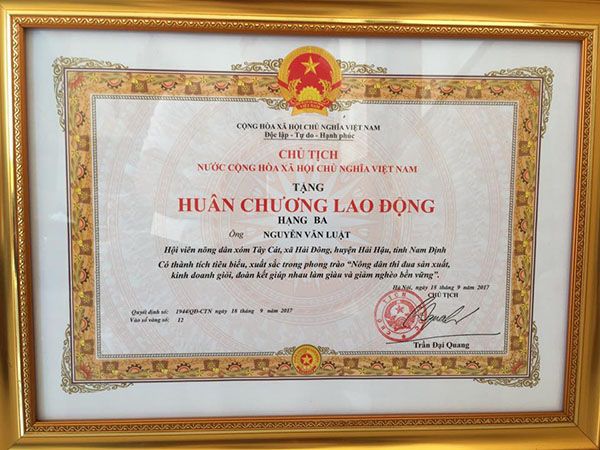 CỘNG HÒA XÃ HỘI CHỦ NGHĨA VIỆT NAM
Độc lập - Tự do - Hạnh phúc
CHỦ TỊCH
NƯỚC CỘNG HÒA XÃ HỘI CHỦ NGHĨA VIỆT NAM
TẶNG
HUÂN CHƯƠNG LAO ĐỘNG
HẠNG BA
Ông NGUYỄN VĂN LUẬT
Hội viên nông dân xóm Tây Cát, xã Hải Đông, huyện Hải Hậu, tỉnh Nam Định
Có thành tích tiêu biểu, xuất sắc trong phong trào “Nông dân thi đua sản xuất,
kinh doanh giỏi, đoàn kết giúp nhau làm giàu và giảm nghèo bền vững”.
Hà Nội, ngày 18 tháng 9 năm 2017
CHỦ TỊCH
Quyết định số: 1944/QĐ-CTN ngày 18 tháng 9 năm 2017
Vào sổ vàng số: 12
Trần Đại Quang